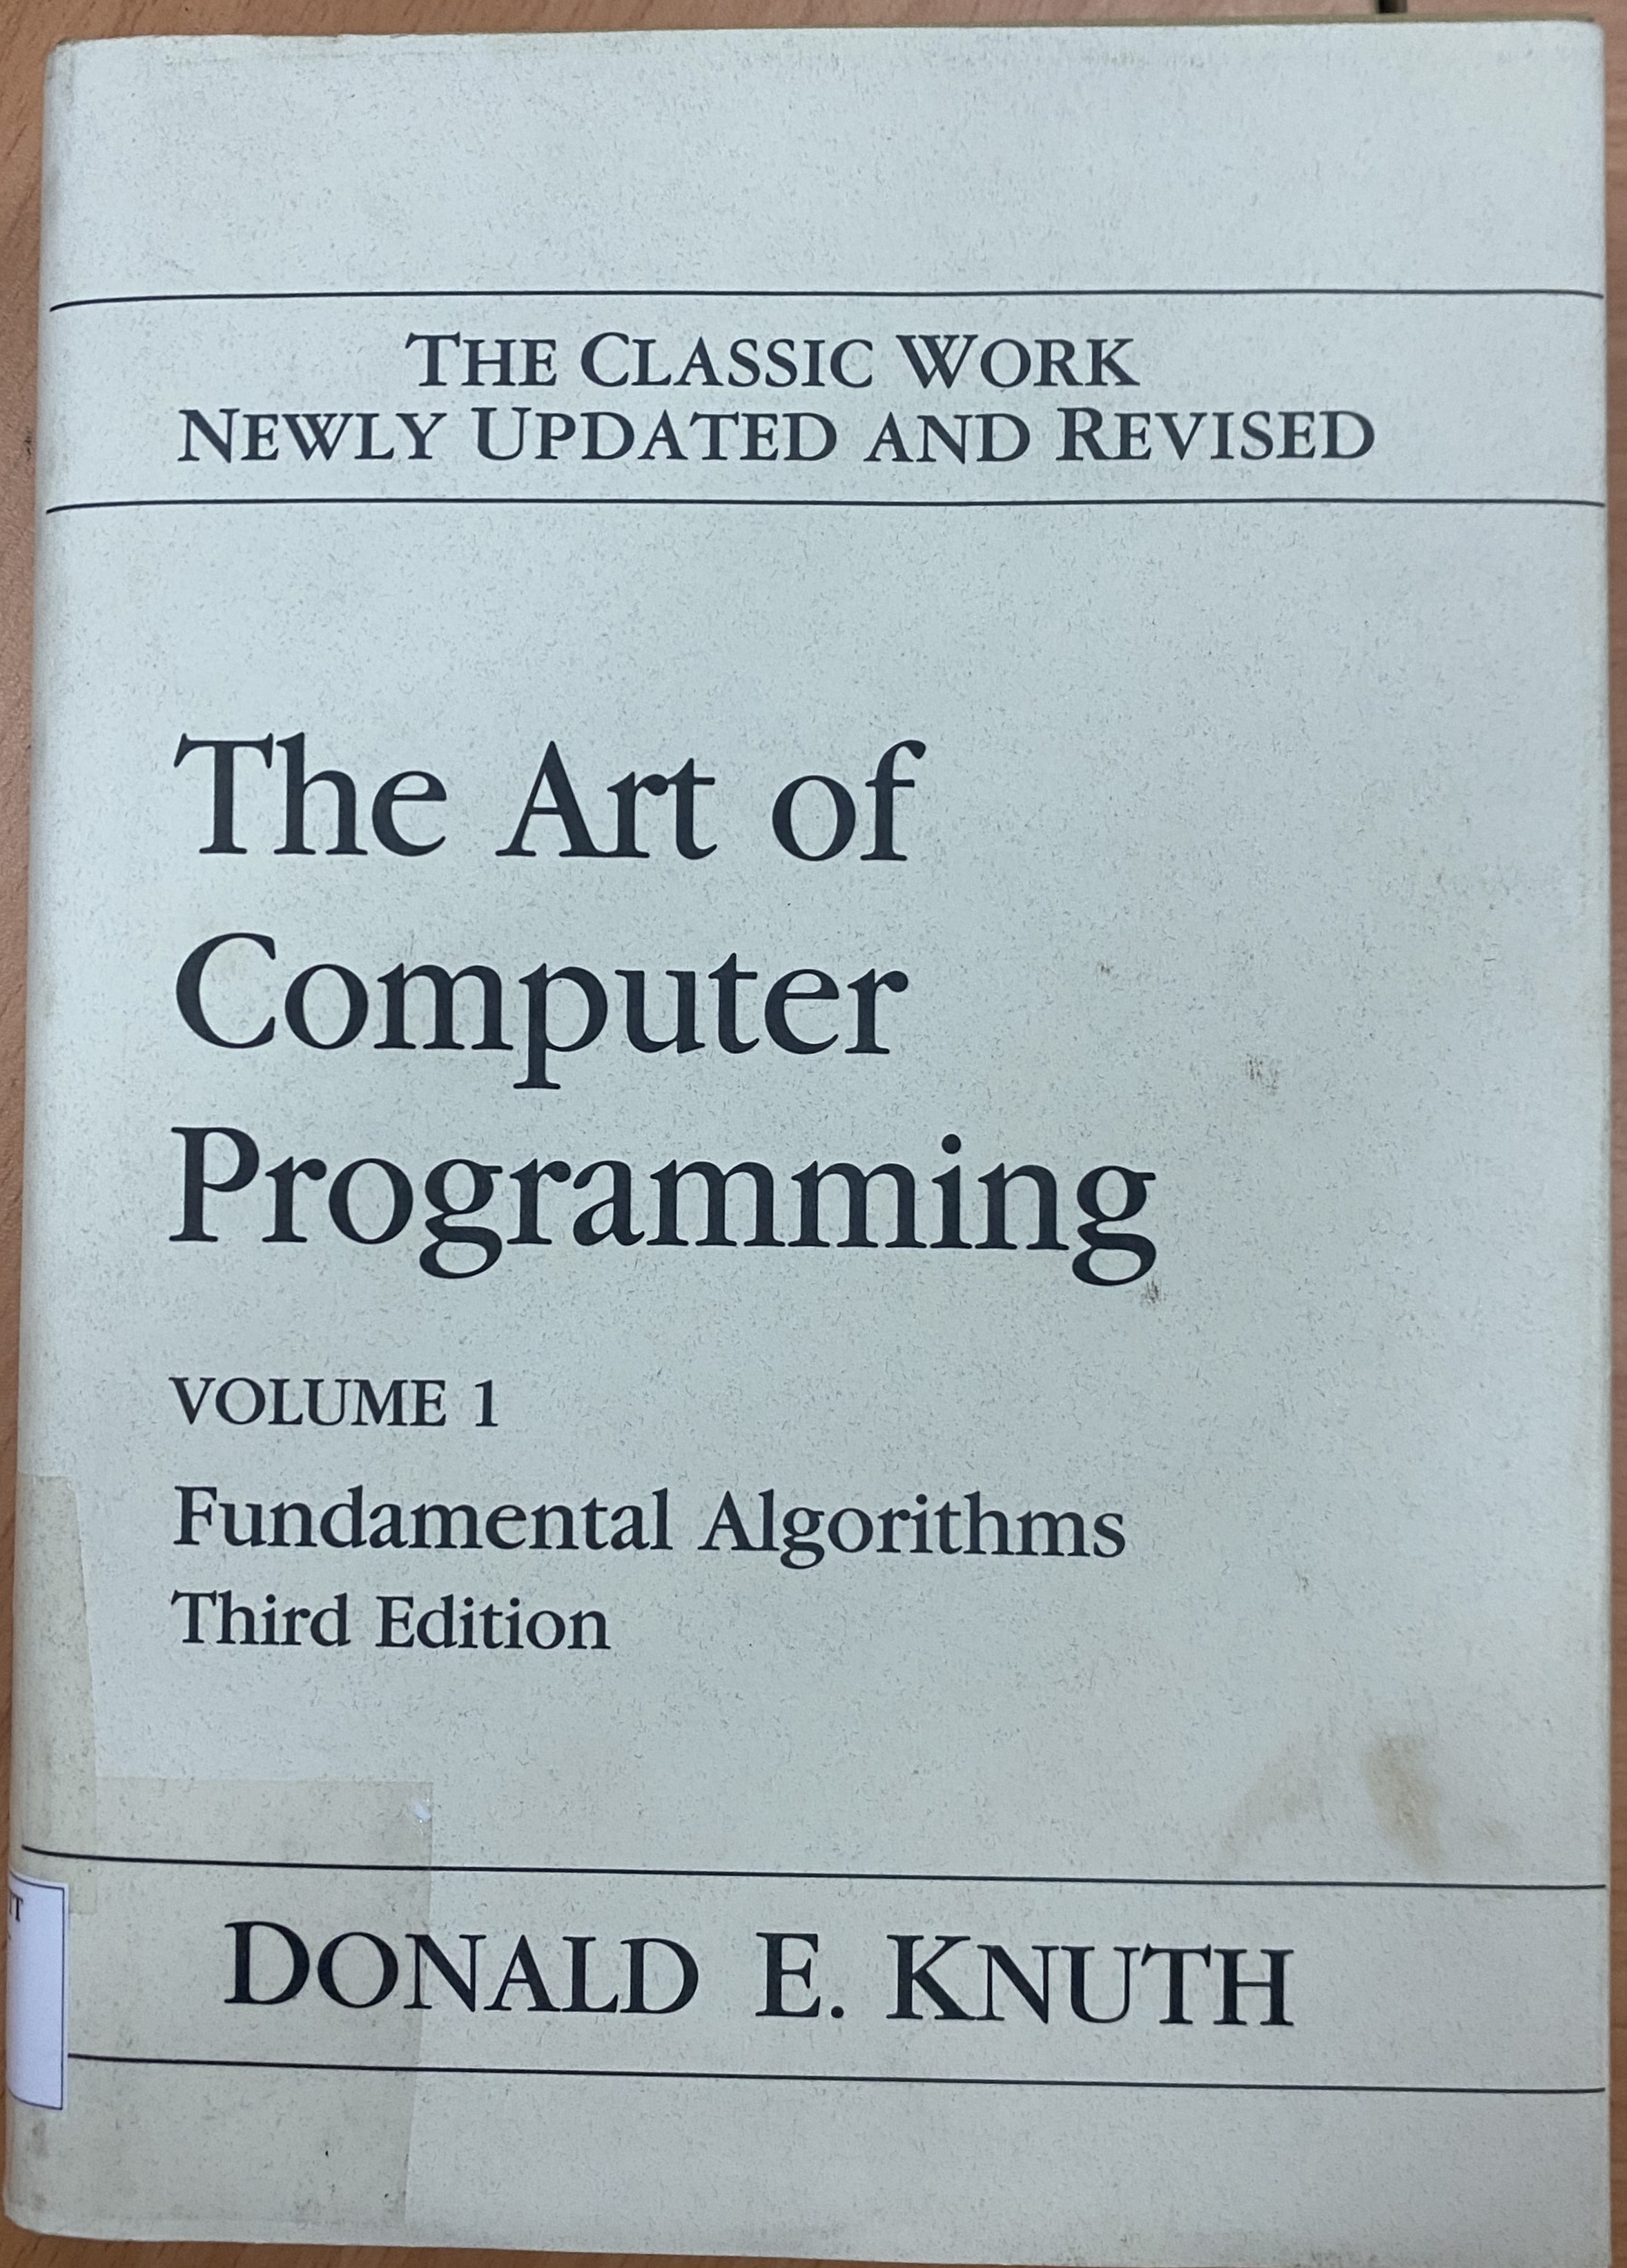 THE CLASSIC WORK
NEWLY UPDATED AND REVISED
The Art of
Computer
Programming
VOLUME 1
Fundamental Algorithms
Third Edition
DONALD E. KNUTH